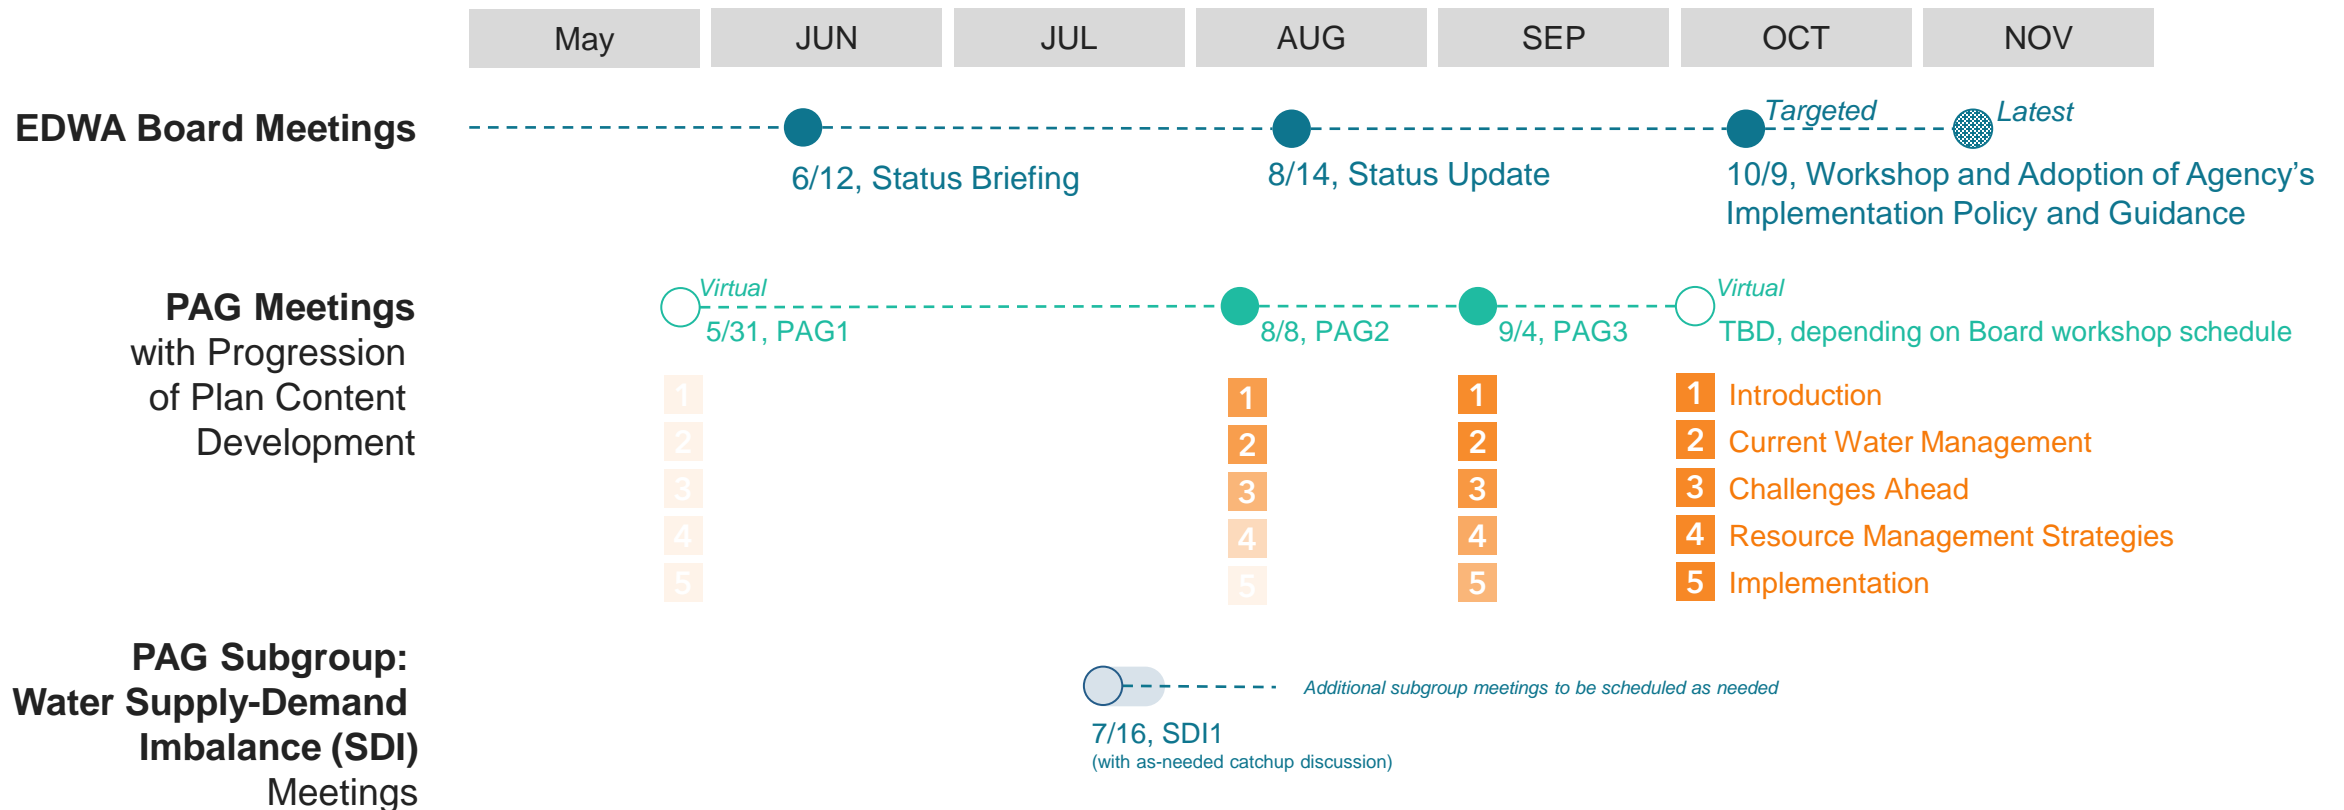 May JUN JUL AUG SEP OCT NOV
EDWA Board Meetings
Targeted
Latest
6/12, Status Briefing
8/14, Status Update
10/9, Workshop and Adoption of Agency’s
Implementation Policy and Guidance
PAG Meetings
with Progression
of Plan Content
Development
Virtual
5/31, PAG1
8/8, PAG2
9/4, PAG3
Virtual
TBD, depending on Board workshop schedule
1 1 1 1 Introduction
2 2 2 2 Current Water Management
3 3 3 3 Challenges Ahead
4 4 4 4 Resource Management Strategies
5 5 5 5 Implementation
PAG Subgroup:
Water Supply-Demand
Imbalance (SDI)
Meetings
Additional subgroup meetings to be scheduled as needed
7/16, SDI1
(with as-needed catchup discussion)